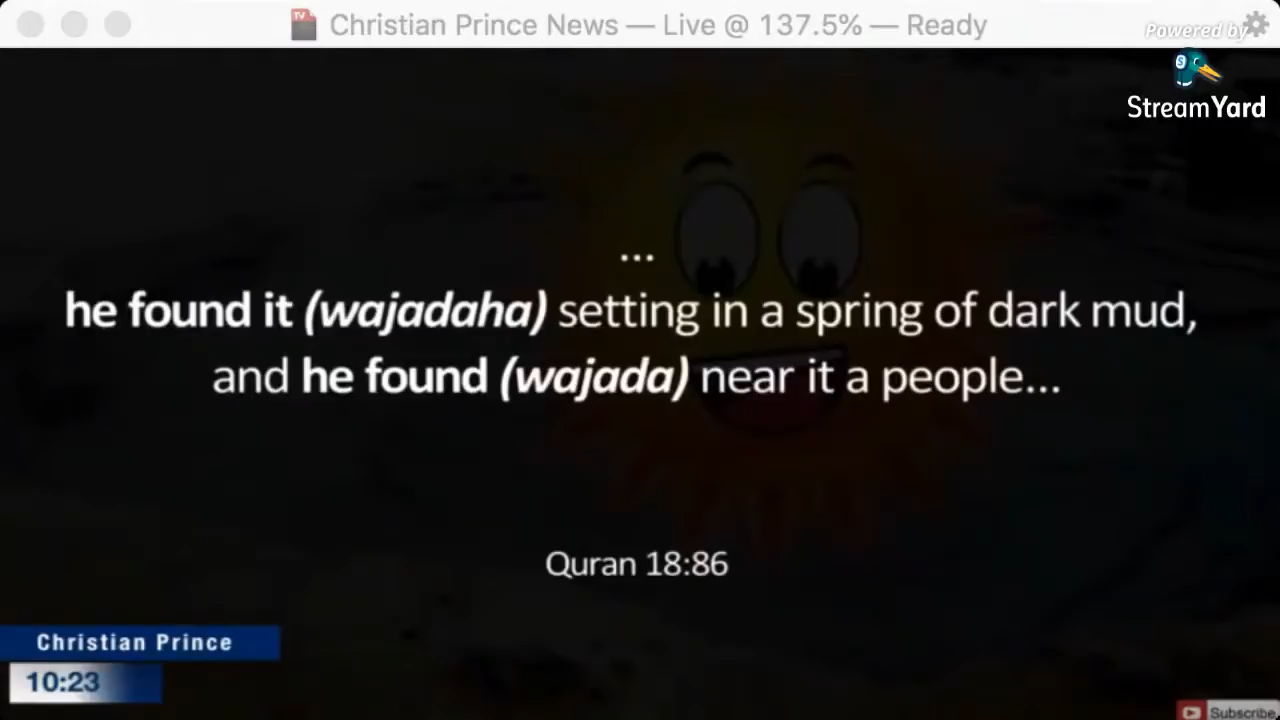 Christian Prince News — Live @ 137.5% — Ready
Powered by
StreamYard
...
he found it (wajadaha) setting in a spring of dark mud,
and he found (wajada) near it a people...
Quran 18:86
Christian Prince
10:23
Subscribe